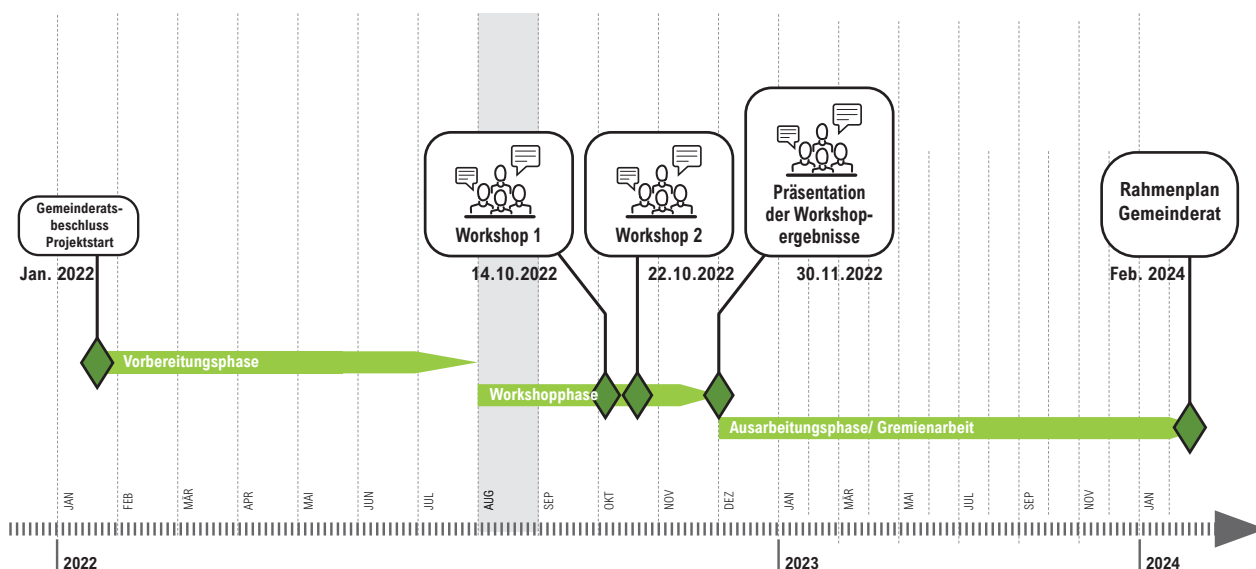 Gemeinderats-
beschluss
Projektstart
Jan. 2022
Workshop 1
14.10.2022
Workshop 2
22.10.2022
Präsentation
der Workshop-
ergebnisse
30.11.2022
Rahmenplan
Gemeinderat
Feb. 2024
Vorbereitungsphase
Workshopphase
Ausarbeitungsphase/ Gremienarbeit
JAN
FEB
MÄR
APR
MAI
JUN
JUL
AUG
SEP
OKT
NOV
DEZ
JAN
MÄR
MAI
JUL
SEP
NOV
JAN
2022
2023
2024